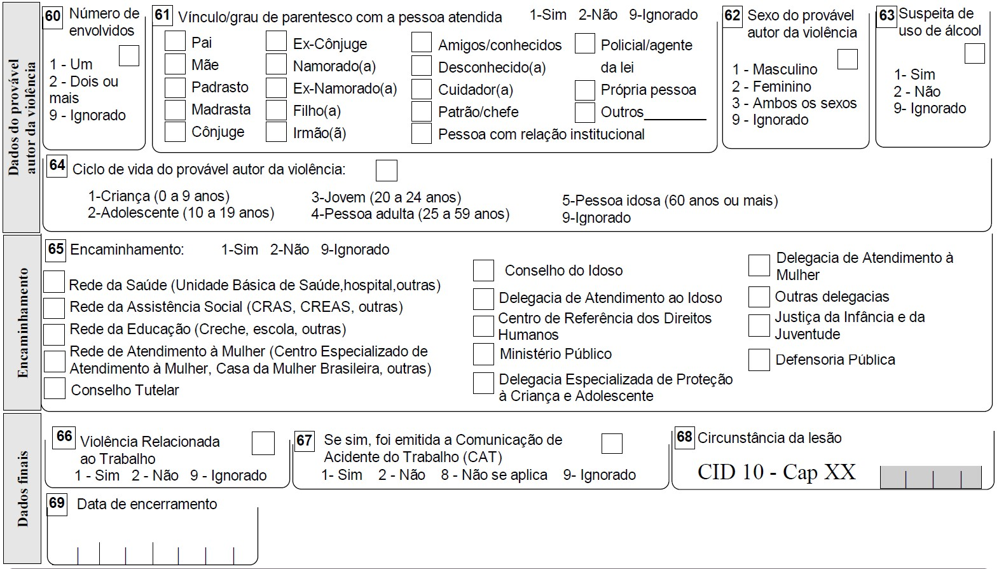 Dados do provável
autor da violência
60 Número de
envolvidos
1 - Um
2 - Dois ou
mais
9 - Ignorado
61 Vínculo/grau de parentesco com a pessoa atendida 1-Sim 2-Não 9-Ignorado
Pai
Mãe
Padrasto
Madrasta
Cônjuge
Ex-Cônjuge
Namorado(a)
Ex-Namorado(a)
Filho(a)
Irmão(ã)
Amigos/conhecidos
Desconhecido(a)
Cuidador(a)
Patrão/chefe
Pessoa com relação institucional
Policial/agente
da lei
Própria pessoa
Outros________
62 Sexo do provável
autor da violência
1 - Masculino
2 - Feminino
3 - Ambos os sexos
9 - Ignorado
63 Suspeita de
uso de álcool
1- Sim
2 - Não
9- Ignorado
64 Ciclo de vida do provável autor da violência:
1-Criança (0 a 9 anos)
2-Adolescente (10 a 19 anos)
3-Jovem (20 a 24 anos)
4-Pessoa adulta (25 a 59 anos)
5-Pessoa idosa (60 anos ou mais)
9-Ignorado
Encaminhamento
65 Encaminhamento: 1-Sim 2-Não 9-Ignorado
Rede da Saúde (Unidade Básica de Saúde,hospital,outras)
Rede da Assistência Social (CRAS, CREAS, outras)
Rede da Educação (Creche, escola, outras)
Rede de Atendimento à Mulher (Centro Especializado de
Atendimento à Mulher, Casa da Mulher Brasileira, outras)
Conselho Tutelar
Conselho do Idoso
Delegacia de Atendimento ao Idoso
Centro de Referência dos Direitos
Humanos
Ministério Público
Delegacia Especializada de Proteção
à Criança e Adolescente
Delegacia de Atendimento à
Mulher
Outras delegacias
Justiça da Infância e da
Juventude
Defensoria Pública
Dados finais
66 Violência Relacionada
ao Trabalho
1 - Sim 2 - Não 9 - Ignorado
67 Se sim, foi emitida a Comunicação de
Acidente do Trabalho (CAT)
1- Sim 2 - Não 8 - Não se aplica 9- Ignorado
68 Circunstância da lesão
CID 10 - Cap XX
69 Data de encerramento